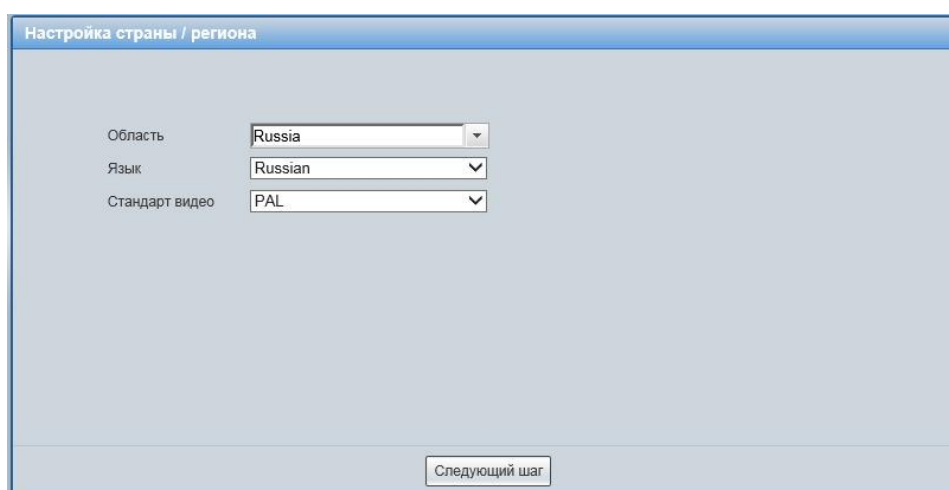 Настройка страны / региона
Область Russia
Язык Russian
Стандарт видео PAL
Следующий шаг